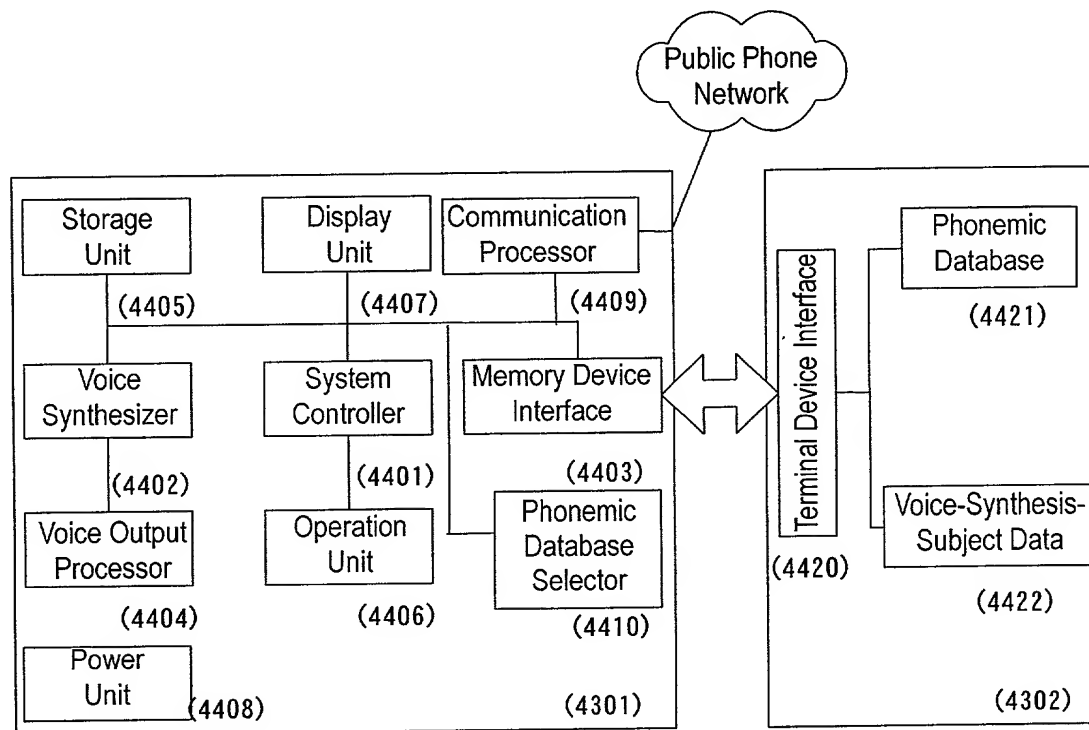 Public Phone
Network
Storage
Unit
(4405)
Display
Unit
(4407)
Communication
Processor
(4409)
Voice
Synthesizer
(4402)
System
Controller
(4401)
Memory Device
Interface
(4403)
Voice Output
Processor
(4404)
Operation
Unit
(4406)
Phonemic
Database
Selector
(4410)
Power
Unit
(4408)
(4301)
Terminal Device Interface
(4420)
Phonemic
Database
(4421)
Voice-Synthesis-
Subject Data
(4422)
(4302)